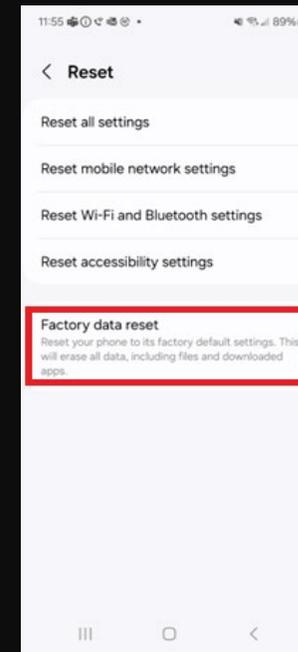 11:55
89%
Reset
Reset all settings
Reset mobile network settings
Reset Wi-Fi and Bluetooth settings
Reset accessibility settings
Factory data reset
Reset your phone to its factory default settings. This
will erase all data, including files and downloaded
apps.